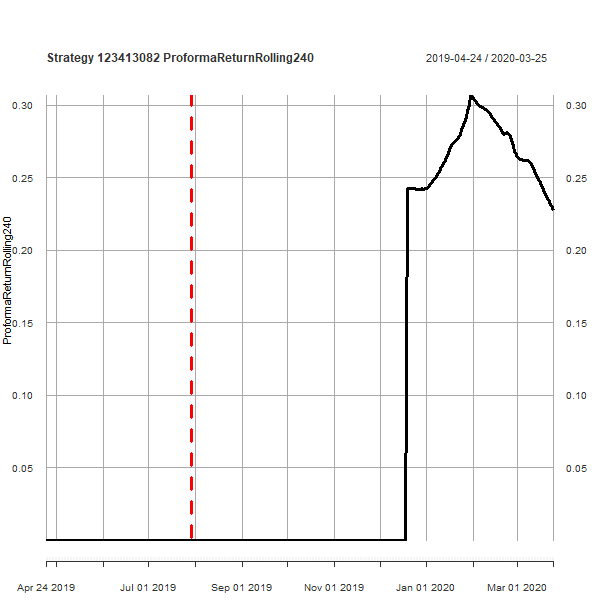 Strategy 123413082 ProformaReturnRolling240
2019-04-24 / 2020-03-25
ProformaReturnRolling240
0.30 0.30
0.25 0.25
0.20 0.20
0.15 0.15
0.10 0.10
0.05 0.05
Apr 24 2019 Jul 01 2019 Sep 01 2019 Nov 01 2019 Jan 01 2020 Mar 01 2020